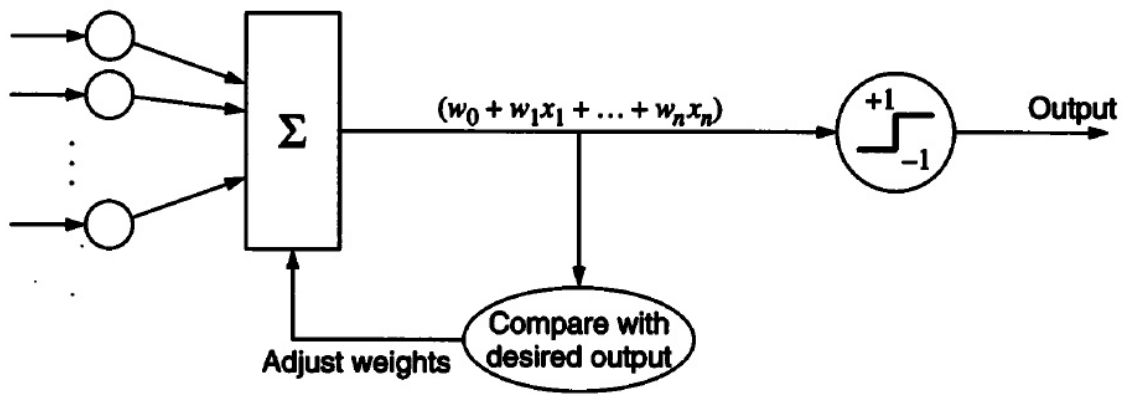 Σ
(w₀ + w₁x₁ + ... + wₙxₙ)
+1
-1
Output
Compare with
desired output
Adjust weights